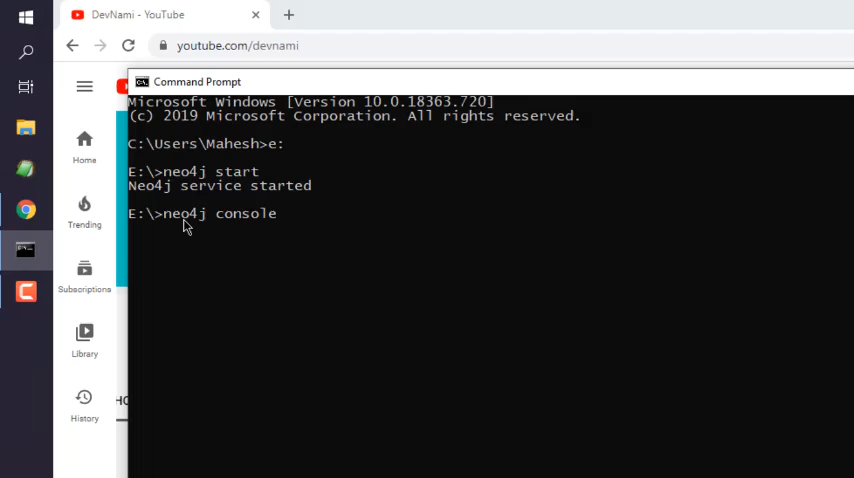 DevNami - YouTube
youtube.com/devnami
Command Prompt
Microsoft Windows [Version 10.0.18363.720]
(c) 2019 Microsoft Corporation. All rights reserved.
C:\Users\Mahesh>e:
E:\>neo4j start
Neo4j service started
E:\>neo4j console
Home
Trending
Subscriptions
Library
History